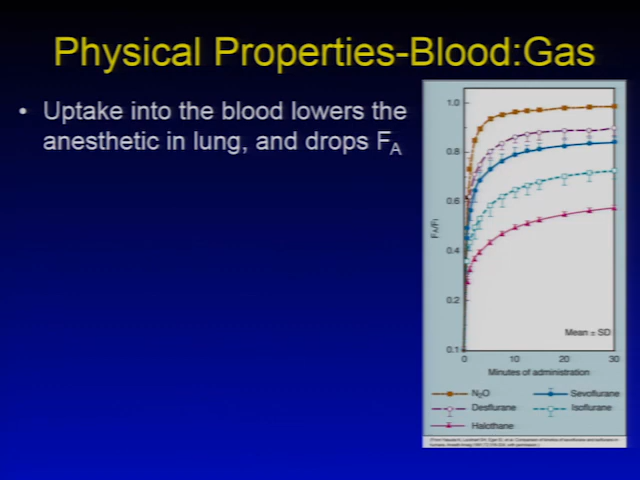 Physical Properties-Blood:Gas
• Uptake into the blood lowers the
anesthetic in lung, and drops FA
1.0
0.8
0.6
0.4
0.2
0.1
FA/FI
Mean ± SD
0 10 20 30
Minutes of administration
N2O Sevoflurane
Desflurane Isoflurane
Halothane